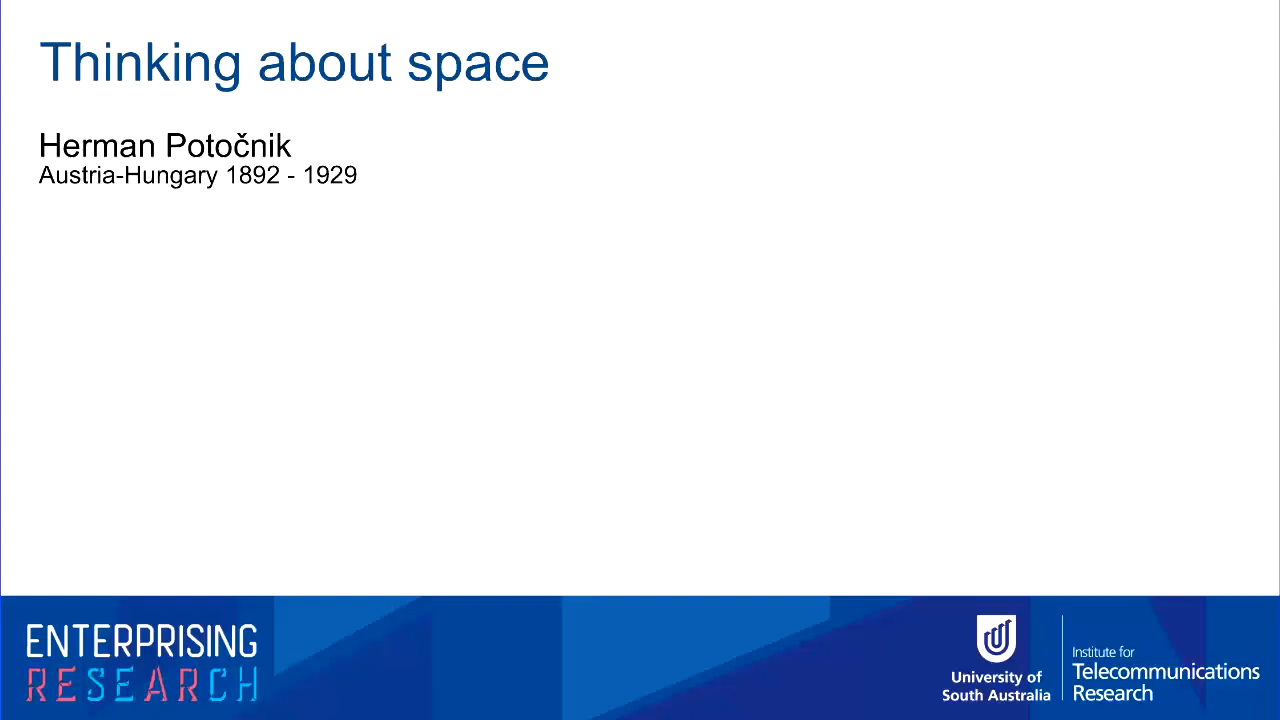 Thinking about space
Herman Potočnik
Austria-Hungary 1892 - 1929
ENTERPRISING
RESEARCH
University of
South Australia
Institute for
Telecommunications
Research